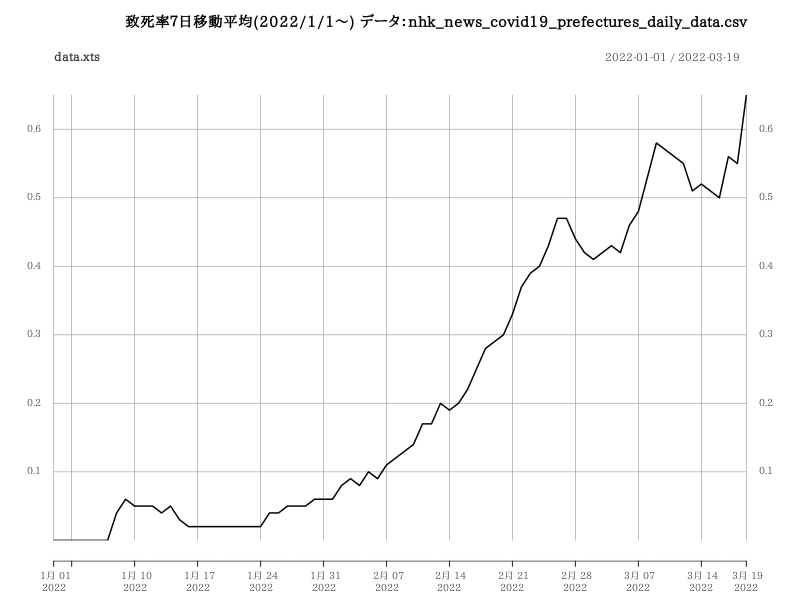 致死率7日移動平均(2022/1/1〜) データ:nhk_news_covid19_prefectures_daily_data.csv
data.xts 2022-01-01 / 2022-03-19
0.6 0.6
0.5 0.5
0.4 0.4
0.3 0.3
0.2 0.2
0.1 0.1
1月 01 1月 10 1月 17 1月 24 1月 31 2月 07 2月 14 2月 21 2月 28 3月 07 3月 14 3月 19
2022 2022 2022 2022 2022 2022 2022 2022 2022 2022 2022 2022